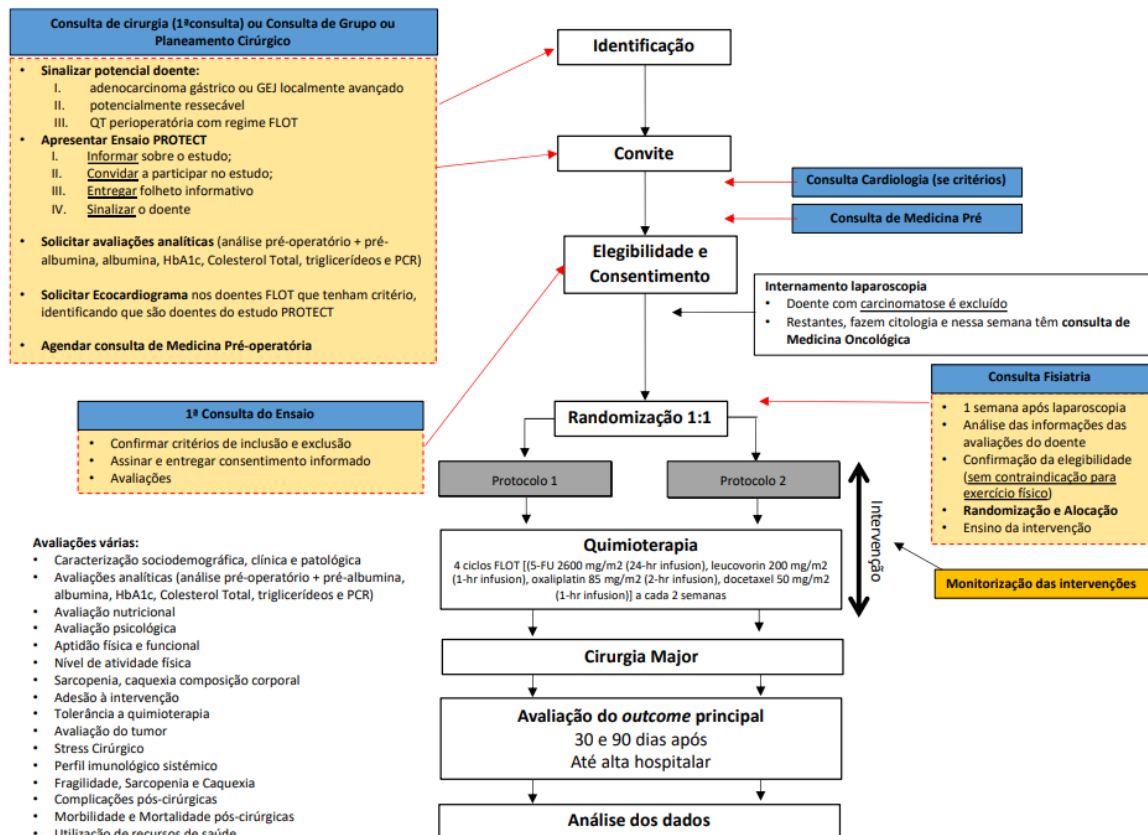 Consulta de cirurgia (1ªconsulta) ou Consulta de Grupo ou
Planeamento Cirúrgico
• Sinalizar potencial doente:
I. adenocarcinoma gástrico ou GEJ localmente avançado
II. potencialmente ressecável
III. QT perioperatória com regime FLOT
• Apresentar Ensaio PROTECT
I. Informar sobre o estudo;
II. Convidar a participar no estudo;
III. Entregar folheto informativo
IV. Sinalizar o doente
• Solicitar avaliações analíticas (análise pré-operatório + pré-
albumina, albumina, HbA1c, Colesterol Total, triglicerídeos e PCR)
• Solicitar Ecocardiograma nos doentes FLOT que tenham critério,
identificando que são doentes do estudo PROTECT
• Agendar consulta de Medicina Pré-operatória
Identificação
Convite
Consulta Cardiologia (se critérios)
Consulta de Medicina Pré
Elegibilidade e
Consentimento
Internamento laparoscopia
• Doente com carcinomatose é excluído
• Restantes, fazem citologia e nessa semana têm consulta de
Medicina Oncológica
1ª Consulta do Ensaio
• Confirmar critérios de inclusão e exclusão
• Assinar e entregar consentimento informado
• Avaliações
Randomização 1:1
Consulta Fisiatria
• 1 semana após laparoscopia
• Análise das informações das
avaliações do doente
• Confirmação da elegibilidade
(sem contraindicação para
exercício físico)
• Randomização e Alocação
• Ensino da intervenção
Protocolo 1
Protocolo 2
Intervenção
Quimioterapia
4 ciclos FLOT [(5-FU 2600 mg/m2 (24-hr infusion), leucovorin 200 mg/m2
(1-hr infusion), oxaliplatin 85 mg/m2 (2-hr infusion), docetaxel 50 mg/m2
(1-hr infusion)] a cada 2 semanas
Monitorização das intervenções
Cirurgia Major
Avaliação do outcome principal
30 e 90 dias após
Até alta hospitalar
Análise dos dados
Avaliações várias:
• Caracterização sociodemográfica, clínica e patológica
• Avaliações analíticas (análise pré-operatório + pré-albumina,
albumina, HbA1c, Colesterol Total, triglicerídeos e PCR)
• Avaliação nutricional
• Avaliação psicológica
• Aptidão física e funcional
• Nível de atividade física
• Sarcopenia, caquexia composição corporal
• Adesão à intervenção
• Tolerância a quimioterapia
• Avaliação do tumor
• Stress Cirúrgico
• Perfil imunológico sistémico
• Fragilidade, Sarcopenia e Caquexia
• Complicações pós-cirúrgicas
• Morbilidade e Mortalidade pós-cirúrgicas
• Utilização de recursos de saúde